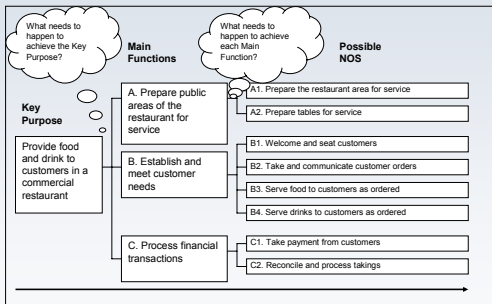 What needs to
happen to
achieve the Key
Purpose?
What needs to
happen to achieve
each Main
Function?
Main
Functions
Possible
NOS
Key
Purpose
Provide food
and drink to
customers in a
commercial
restaurant
A. Prepare public
areas of the
restaurant for
service
B. Establish and
meet customer
needs
C. Process financial
transactions
A1. Prepare the restaurant area for service
A2. Prepare tables for service
B1. Welcome and seat customers
B2. Take and communicate customer orders
B3. Serve food to customers as ordered
B4. Serve drinks to customers as ordered
C1. Take payment from customers
C2. Reconcile and process takings